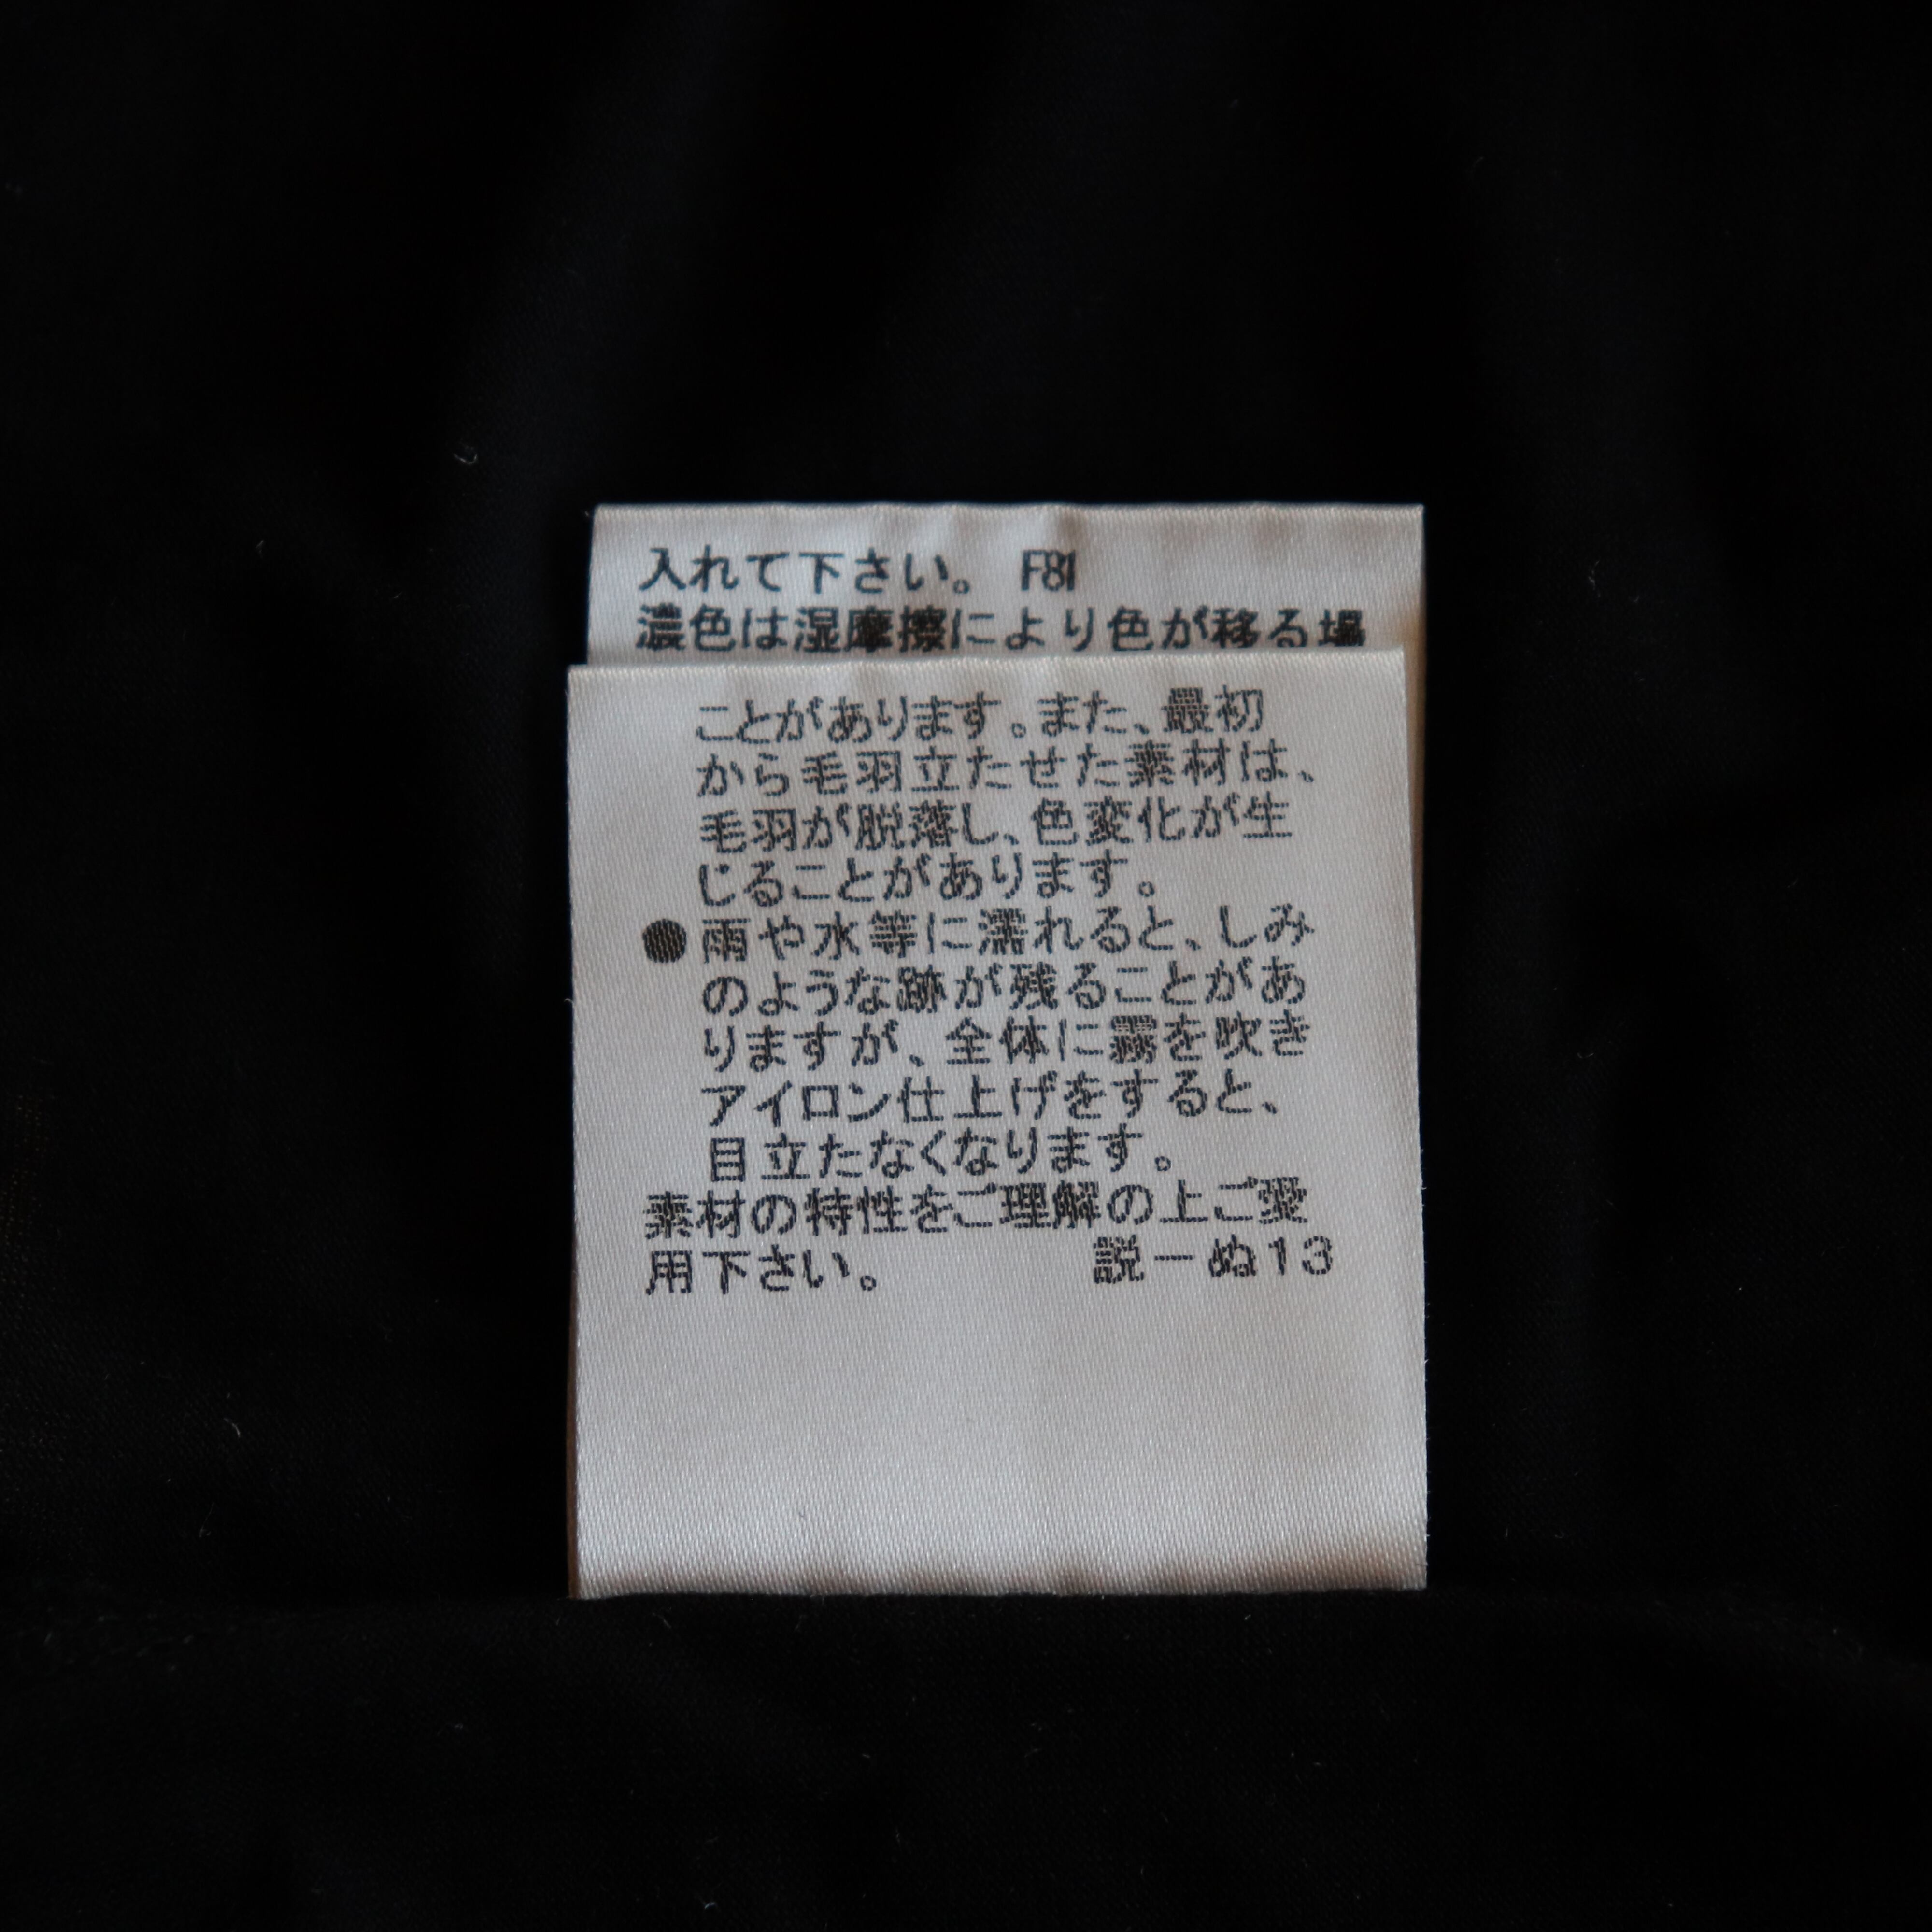 入れて下さい。 F81
濃色は湿摩擦により色が移る場
ことがあります。また、最初
から毛羽立たせた素材は、
毛羽が脱落し、色変化が生
じることがあります。
●雨や水等に濡れると、しみ
のような跡が残ることがあ
りますが、全体に霧を吹き
アイロン仕上げをすると、
目立たなくなります。
素材の特性をご理解の上ご愛
用下さい。 説－ぬ13